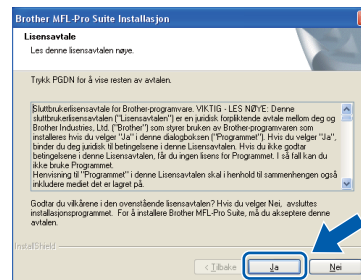 Brother MFL-Pro Suite Installasjon
Lisensavtale
Les denne lisensavtalen nøye.
Trykk PGDN for å vise resten av avtalen.
Sluttbrukerlisensavtale for Brother-programvare. VIKTIG - LES NØYE: Denne
sluttbrukerlisensavtalen ("Lisensavtalen") er en juridisk forpliktende avtale mellom deg og
Brother Industries, Ltd. ("Brother") som styrer bruken av Brother-programvaren som
installeres hvis du velger "Ja" i denne dialogboksen ("Programmet"). Hvis du velger "Ja",
binder du deg juridisk til betingelsene i denne Lisensavtalen. Hvis du ikke godtar
betingelsene i denne Lisensavtalen, får du ingen lisens for Programmet. I så fall kan du
ikke bruke Programmet.
Henvisning til "Programmet" i denne Lisensavtalen skal i henhold til sammenhengen også
inkludere mediet det er lagret på.
Godtar du vilkårene i den ovenstående lisensavtalen? Hvis du velger Nei, avsluttes
installasjonsprogrammet. For å installere Brother MFL-Pro Suite, må du akseptere denne
avtalen.
InstallShield
< Tilbake
Ja
Nei